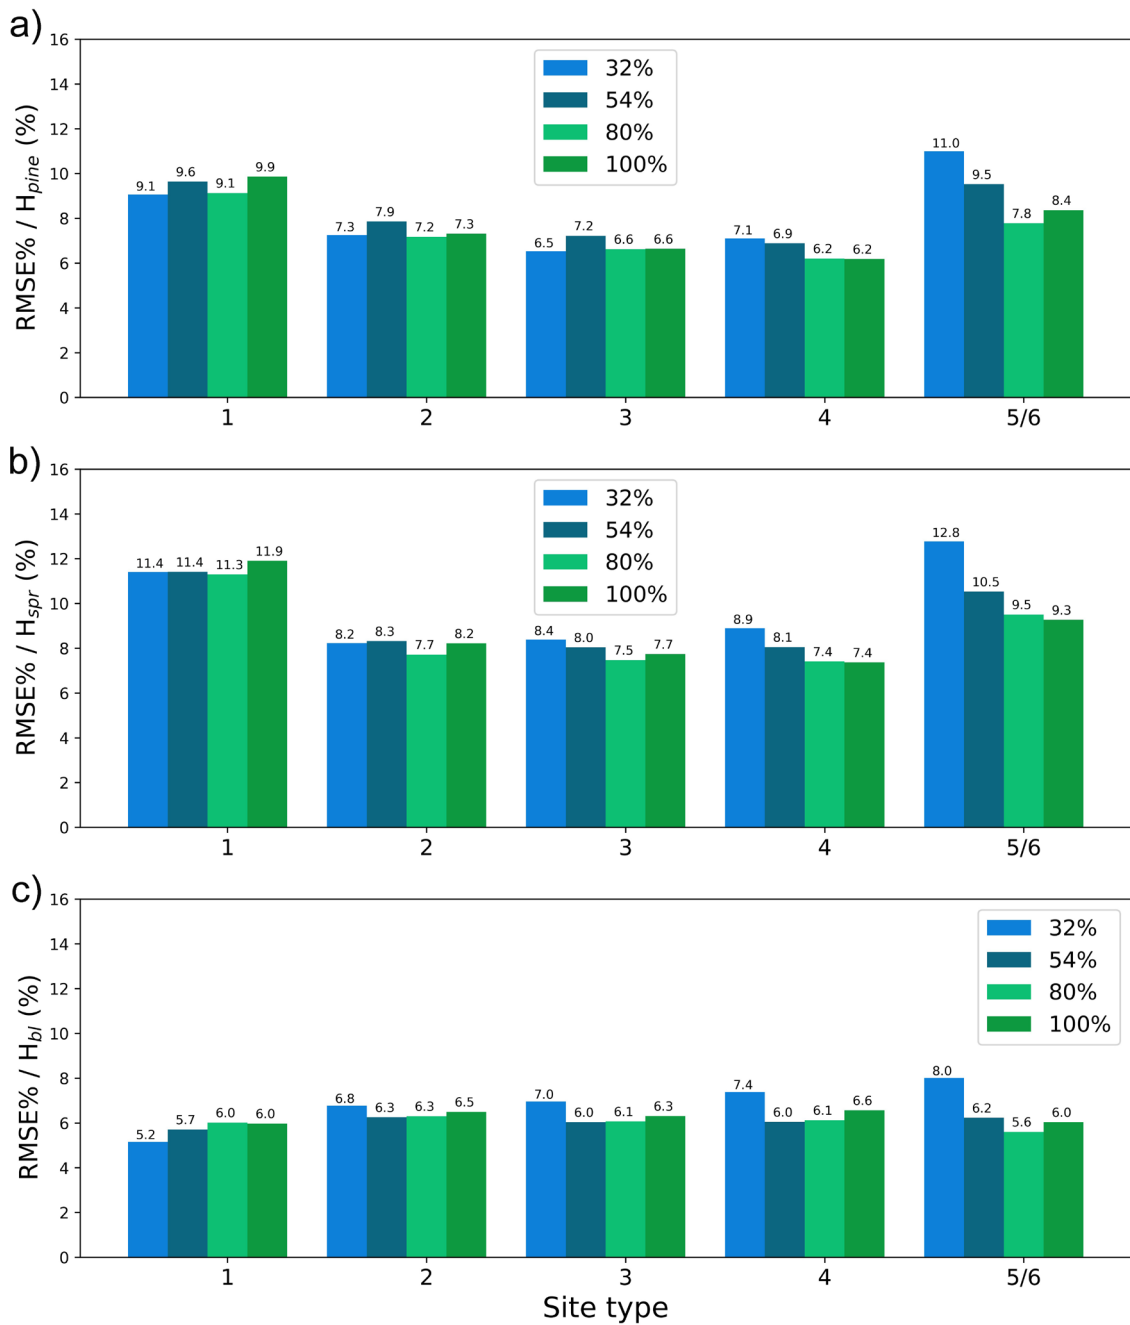 a)
RMSE% / H_pine (%)
16
14
12
10
8
6
4
2
0
32%
54%
80%
100%
9.1 9.6 9.1 9.9
7.3 7.9 7.2 7.3
6.5 7.2 6.6 6.6
7.1 6.9 6.2 6.2
11.0 9.5 7.8 8.4
1 2 3 4 5/6
b)
RMSE% / H_spr (%)
16
14
12
10
8
6
4
2
0
32%
54%
80%
100%
11.4 11.4 11.3 11.9
8.2 8.3 7.7 8.2
8.4 8.0 7.5 7.7
8.9 8.1 7.4 7.4
12.8 10.5 9.5 9.3
1 2 3 4 5/6
c)
RMSE% / H_bl (%)
16
14
12
10
8
6
4
2
0
32%
54%
80%
100%
5.2 5.7 6.0 6.0
6.8 6.3 6.3 6.5
7.0 6.0 6.1 6.3
7.4 6.0 6.1 6.6
8.0 6.2 5.6 6.0
1 2 3 4 5/6
Site type